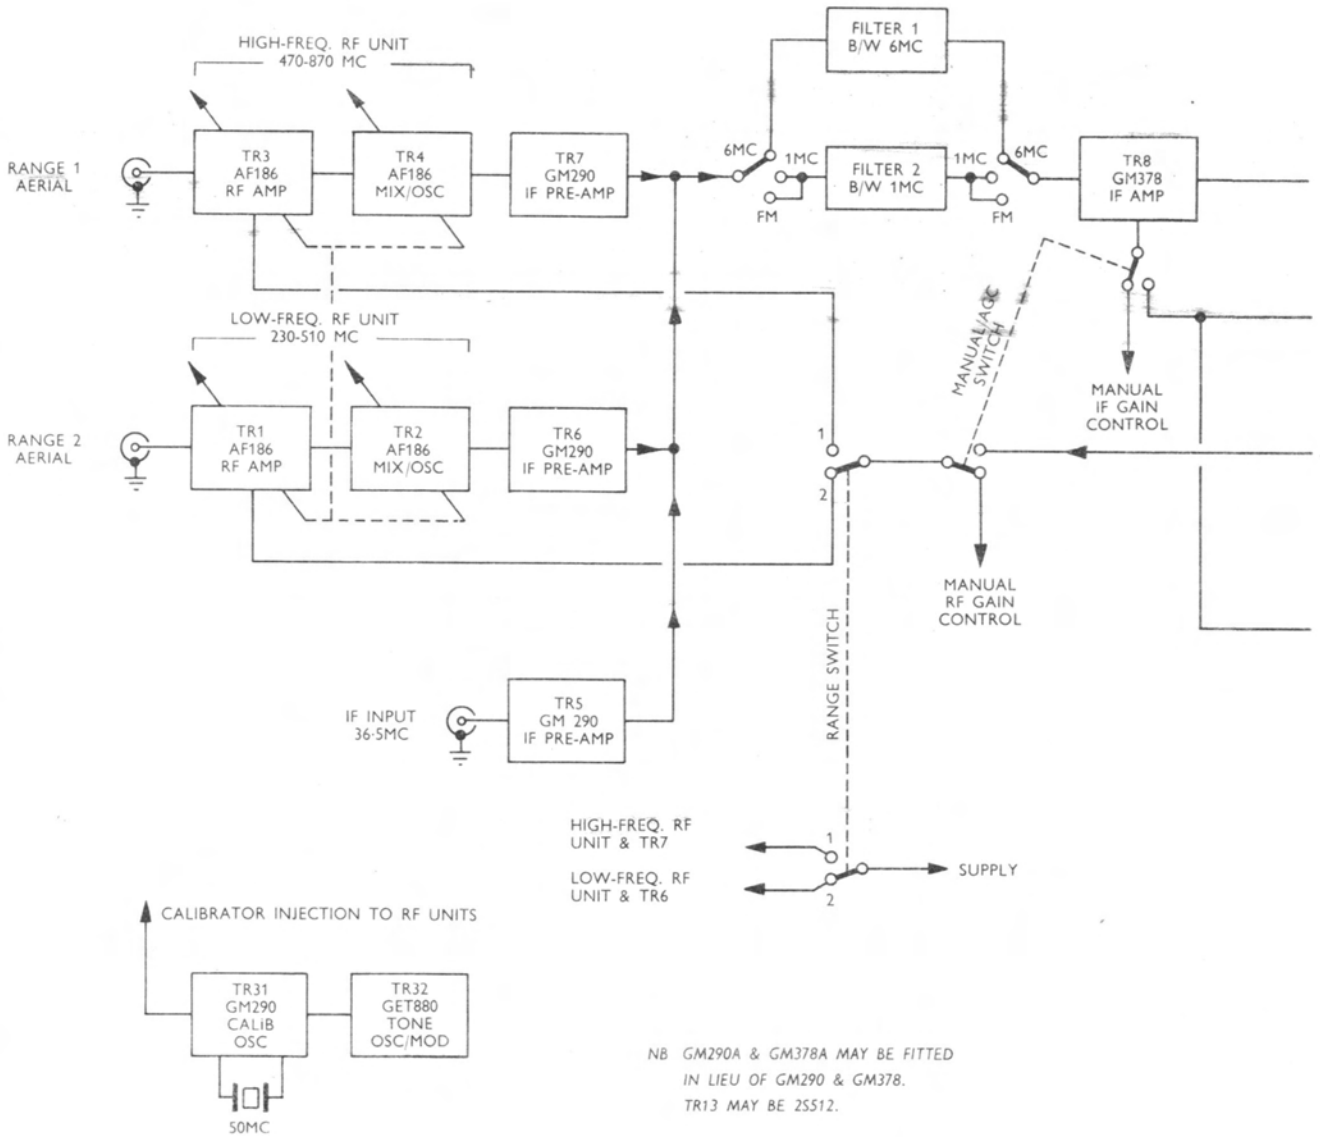 FILTER 1
B/W 6MC
HIGH-FREQ. RF UNIT
470-870 MC
RANGE 1
AERIAL
TR3
AF186
RF AMP
TR4
AF186
MIX/OSC
TR7
GM290
IF PRE-AMP
6MC
1MC
FM
FILTER 2
B/W 1MC
1MC
6MC
FM
TR8
GM378
IF AMP
LOW-FREQ. RF UNIT
230-510 MC
MANUAL/AGC
SWITCH
MANUAL
IF GAIN
CONTROL
RANGE 2
AERIAL
TR1
AF186
RF AMP
TR2
AF186
MIX/OSC
TR6
GM290
IF PRE-AMP
1
2
MANUAL
RF GAIN
CONTROL
RANGE SWITCH
IF INPUT
36·5MC
TR5
GM 290
IF PRE-AMP
HIGH-FREQ. RF
UNIT & TR7
LOW-FREQ. RF
UNIT & TR6
1
2
SUPPLY
CALIBRATOR INJECTION TO RF UNITS
TR31
GM290
CALiB
OSC
TR32
GET880
TONE
OSC/MOD
50MC
NB GM290A & GM378A MAY BE FITTED
IN LIEU OF GM290 & GM378.
TR13 MAY BE 2S512.